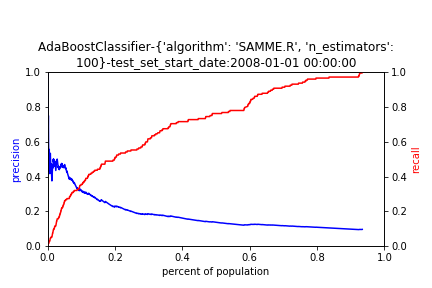 AdaBoostClassifier-{'algorithm': 'SAMME.R', 'n_estimators':
100}-test_set_start_date:2008-01-01 00:00:00
1.0 1.0
0.8 0.8
0.6 0.6
precision recall
0.4 0.4
0.2 0.2
0.0 0.0
0.0 0.2 0.4 0.6 0.8 1.0
percent of population